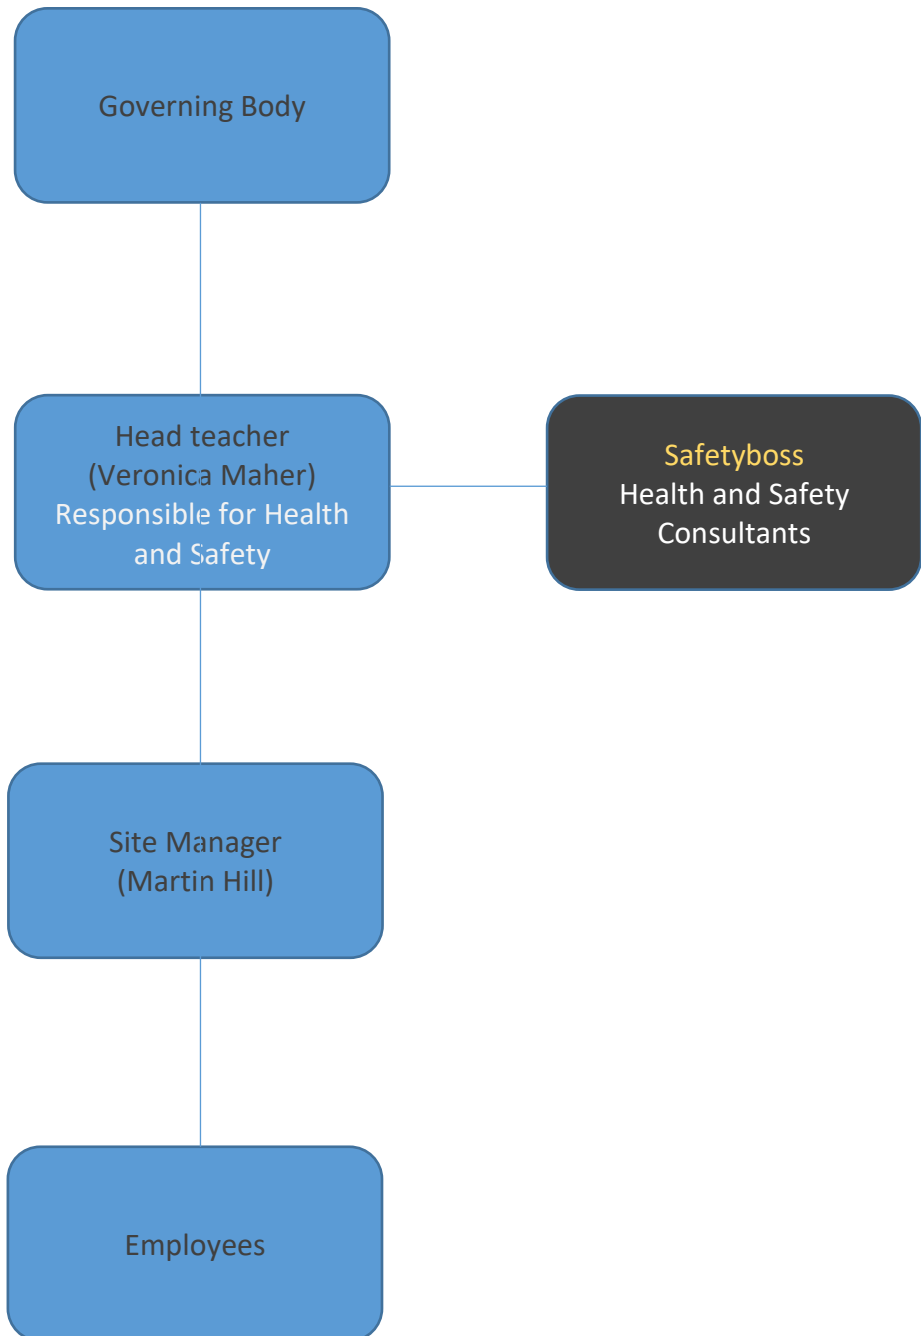 Governing Body
Head teacher
(Veronica Maher)
Responsible for Health
and Safety
Safetyboss
Health and Safety
Consultants
Site Manager
(Martin Hill)
Employees